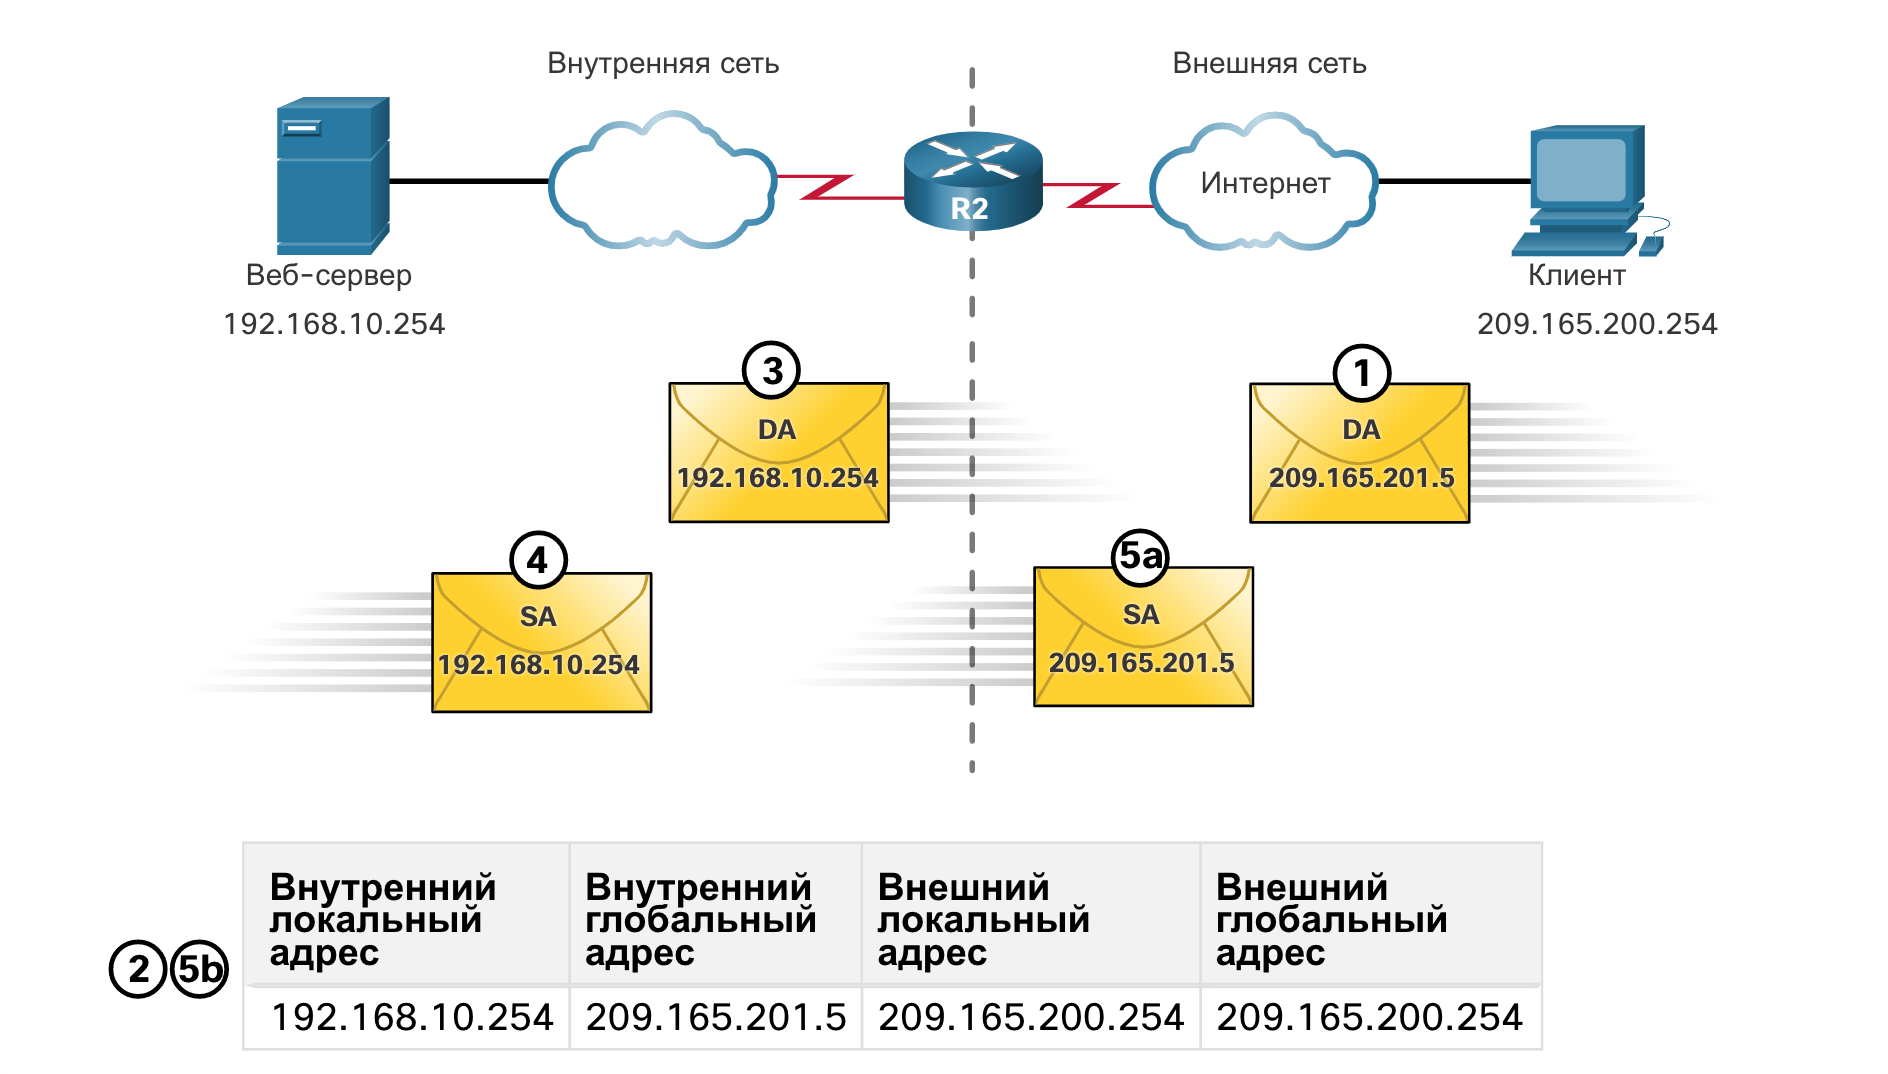 Внутренняя сеть
Внешняя сеть
R2
Интернет
Веб-сервер
Клиент
192.168.10.254
209.165.200.254
3
DA
192.168.10.254
1
DA
209.165.201.5
4
SA
192.168.10.254
5a
SA
209.165.201.5
2 5b
Внутренний локальный адрес
Внутренний глобальный адрес
Внешний локальный адрес
Внешний глобальный адрес
192.168.10.254 209.165.201.5 209.165.200.254 209.165.200.254